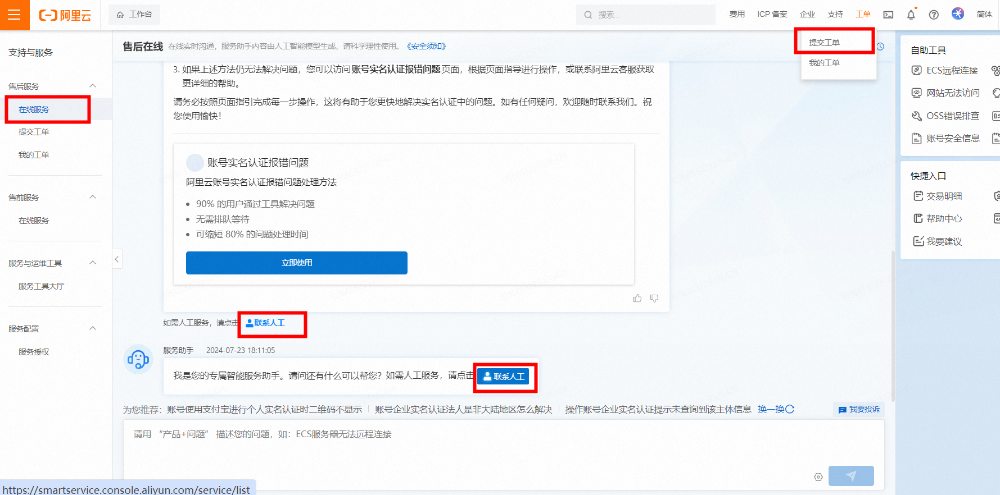 阿里云
工作台
搜索...
费用
ICP 备案
企业
支持
工单
简体
提交工单
我的工单
支持与服务
售后服务
在线服务
提交工单
我的工单
售前服务
在线服务
服务与运维工具
服务工具大厅
服务配置
服务授权
售后在线 在线实时沟通，服务助手内容由人工智能模型生成，请科学理性使用。《安全须知》
3. 如果上述方法仍无法解决问题，您可以访问账号实名认证报错问题页面，根据页面指导进行操作，或联系阿里云客服获取
更详细的帮助。
请务必按照页面指引完成每一步操作，这将有助于您更快地解决实名认证中的问题。如有任何疑问，欢迎随时联系我们。祝
您使用愉快！
账号实名认证报错问题
阿里云账号实名认证报错问题处理方法
90% 的用户通过工具解决问题
无需排队等待
可缩短 80% 的问题处理时间
立即使用
如需人工服务，请点击 联系人工
服务助手 2024-07-23 18:11:05
我是您的专属智能服务助手。请问还有什么可以帮您？如需人工服务，请点击 联系人工
为您推荐：账号使用支付宝进行个人实名认证时二维码不显示 账号企业实名认证法人是非大陆地区怎么解决 操作账号企业实名认证提示未查询到该主体信息 换一换
我要投诉
请用 “产品+问题” 描述您的问题，如：ECS服务器无法远程连接
自助工具
ECS远程连接
网站无法访问
OSS错误排查
账号安全信息
快捷入口
交易明细
帮助中心
我要建议
https://smartservice.console.aliyun.com/service/list